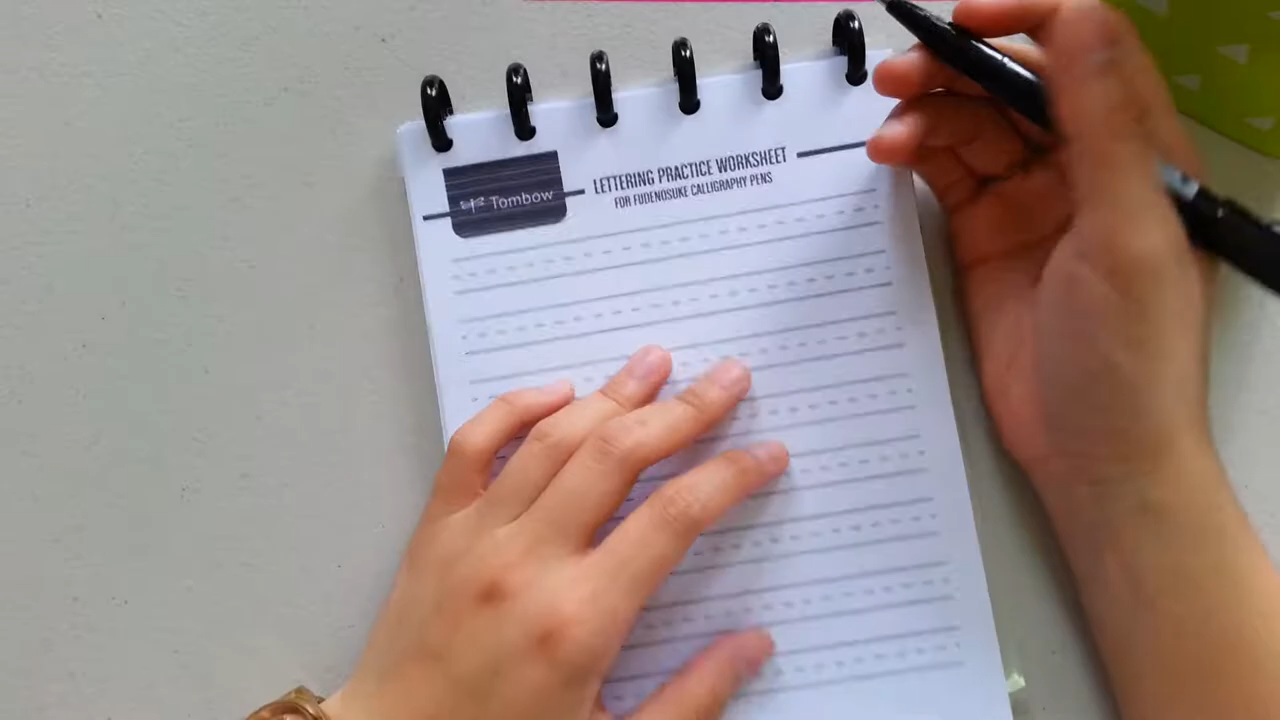 Tombow
LETTERING PRACTICE WORKSHEET
FOR FUDENOSUKE CALLIGRAPHY PENS